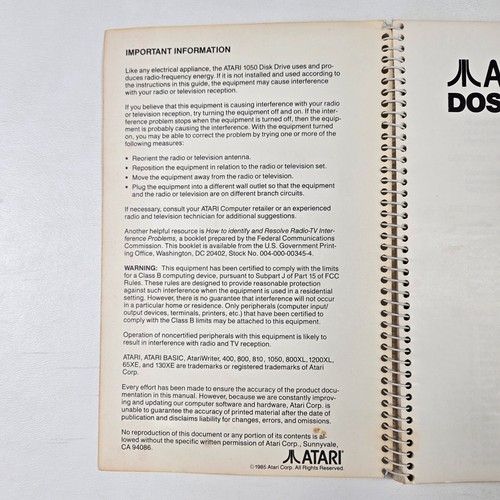 IMPORTANT INFORMATION
Like any electrical appliance, the ATARI 1050 Disk Drive uses and pro-
duces radio-frequency energy. If it is not installed and used according to
the instructions in this guide, the equipment may cause interference
with your radio or television reception.
If you believe that this equipment is causing interference with your radio
or television reception, try turning the equipment off and on. If the inter-
ference problem stops when the equipment is turned off, then the equip-
ment is probably causing the interference. With the equipment turned
on, you may be able to correct the problem by trying one or more of the
following measures:
• Reorient the radio or television antenna.
• Reposition the equipment in relation to the radio or television set.
• Move the equipment away from the radio or television.
• Plug the equipment into a different wall outlet so that the equipment
and the radio or television are on different branch circuits.
If necessary, consult your ATARI Computer retailer or an experienced
radio and television technician for additional suggestions.
Another helpful resource is How to identify and Resolve Radio-TV Inter-
ference Problems, a booklet prepared by the Federal Communications
Commission. This booklet is available from the U.S. Government Print-
ing Office, Washington, DC 20402, Stock No. 004-000-00345-4.
WARNING: This equipment has been certified to comply with the limits
for a Class B computing device, pursuant to Subpart J of Part 15 of FCC
Rules. These rules are designed to provide reasonable protection
against such interference when the equipment is used in a residential
setting. However, there is no guarantee that interference will not occur
in a particular home or residence. Only peripherals (computer input/
output devices, terminals, printers, etc.) that have been certified to
comply with the Class B limits may be attached to this equipment.
Operation of noncertified peripherals with this equipment is likely to
result in interference with radio and TV reception.
ATARI, ATARI BASIC, AtariWriter, 400, 800, 810, 1050, 800XL, 1200XL,
65XE, and 130XE are trademarks or registered trademarks of Atari
Corp.
Every effort has been made to ensure the accuracy of the product docu-
mentation in this manual. However, because we are constantly improv-
ing and updating our computer software and hardware, Atari Corp. is
unable to guarantee the accuracy of printed material after the date of
publication and disclaims liability for changes, errors, and omissions.
No reproduction of this document or any portion of its contents is al-
lowed without the specific written permission of Atari Corp., Sunnyvale,
CA 94086.
ATARI
©1985 Atari Corp. All Rights Reserved.
A
DOS